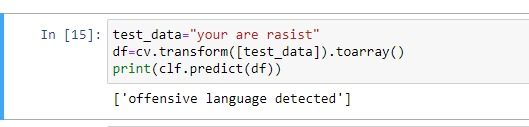 In [15]: test_data="your are rasist"
df=cv.transform([test_data]).toarray()
print(clf.predict(df))
['offensive language detected']